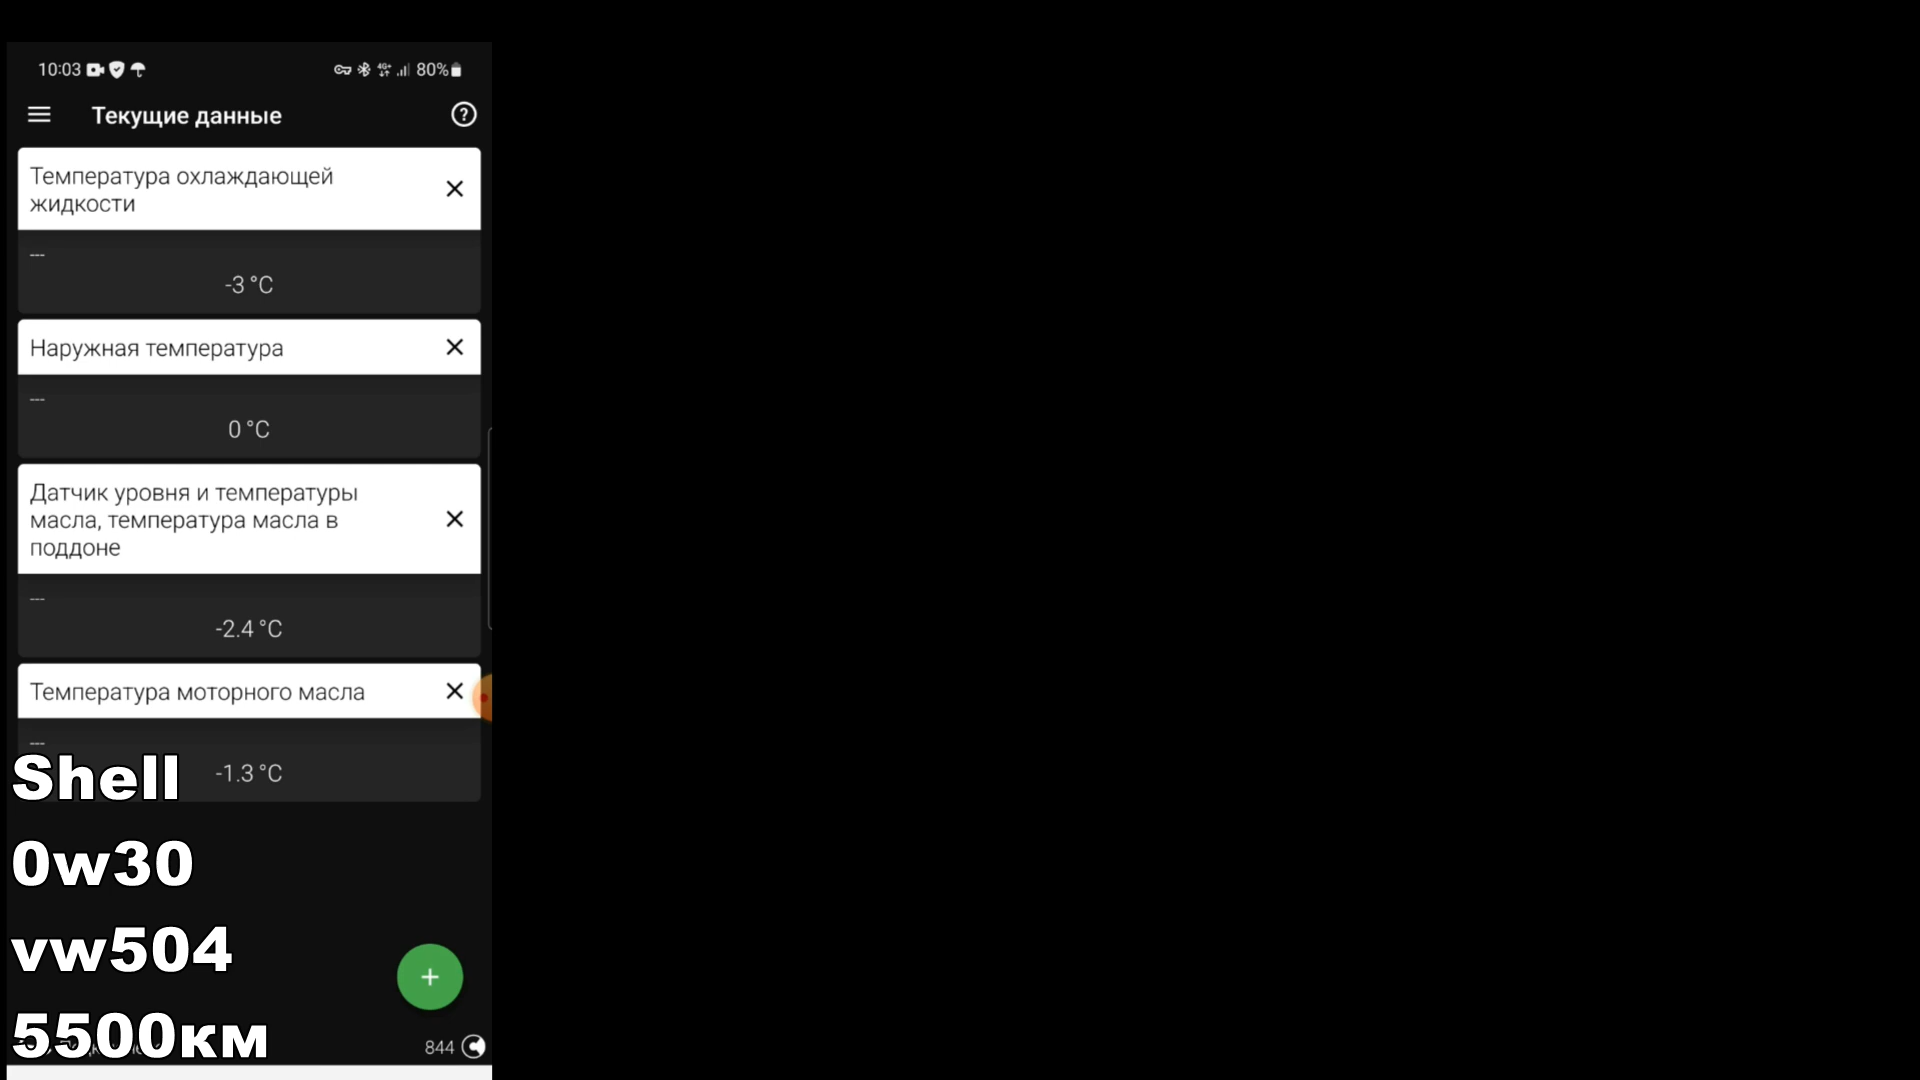 10:03
4G+
80%
Текущие данные
Температура охлаждающей
жидкости
---
-3 °C
Наружная температура
---
0 °C
Датчик уровня и температуры
масла, температура масла в
поддоне
---
-2.4 °C
Температура моторного масла
---
-1.3 °C
Shell
0w30
vw504
5500км
844